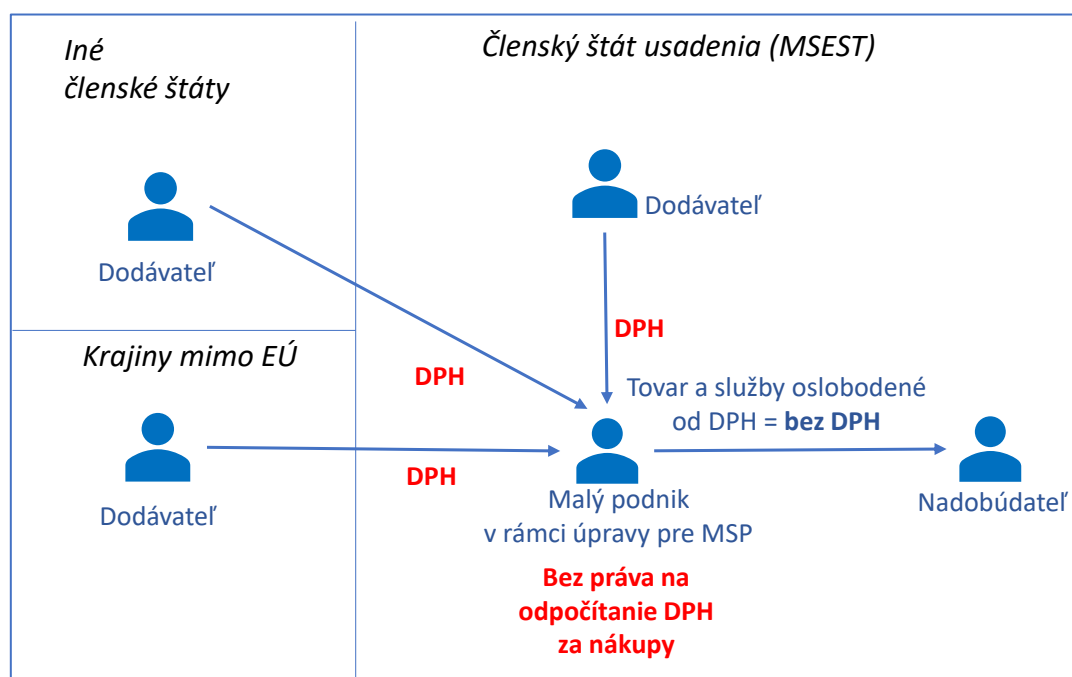 Iné
členské štáty
Členský štát usadenia (MSEST)
Dodávateľ
Dodávateľ
DPH
Krajiny mimo EÚ
DPH
Tovar a služby oslobodené
od DPH = bez DPH
DPH
Dodávateľ
Malý podnik
v rámci úpravy pre MSP
Nadobúdateľ
Bez práva na
odpočítanie DPH
za nákupy